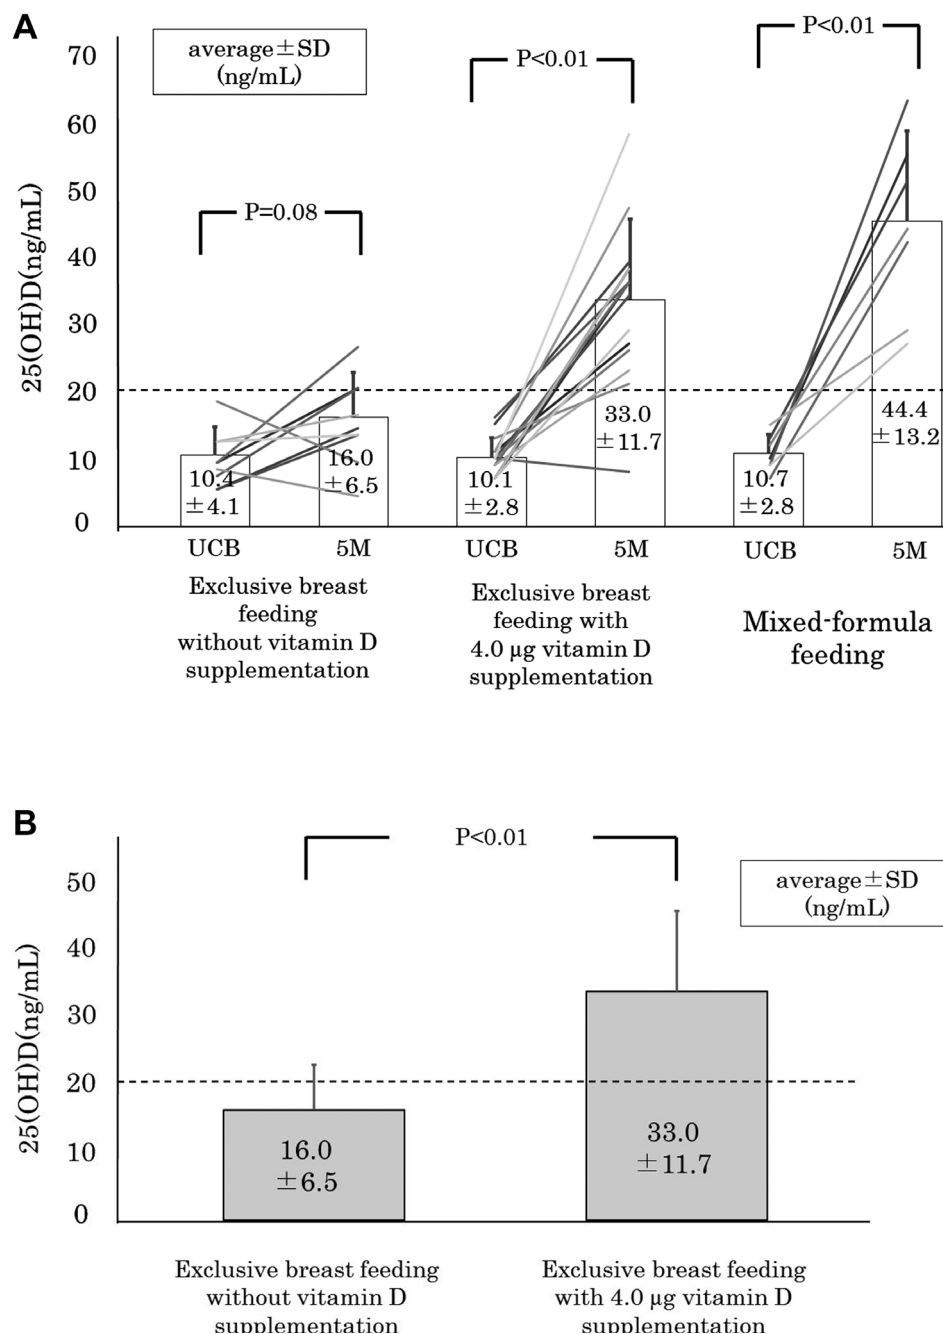 A
average±SD
(ng/mL)
P<0.01
P<0.01
P=0.08
25(OH)D(ng/mL)
70
60
50
40
30
20
10
0
10.4
±4.1
16.0
±6.5
10.1
±2.8
33.0
±11.7
10.7
±2.8
44.4
±13.2
UCB
5M
UCB
5M
UCB
5M
Exclusive breast
feeding
without vitamin D
supplementation
Exclusive breast
feeding with
4.0 μg vitamin D
supplementation
Mixed-formula
feeding
B
P<0.01
average±SD
(ng/mL)
25(OH)D(ng/mL)
50
40
30
20
10
0
16.0
±6.5
33.0
±11.7
Exclusive breast feeding
without vitamin D
supplementation
Exclusive breast feeding
with 4.0 μg vitamin D
supplementation